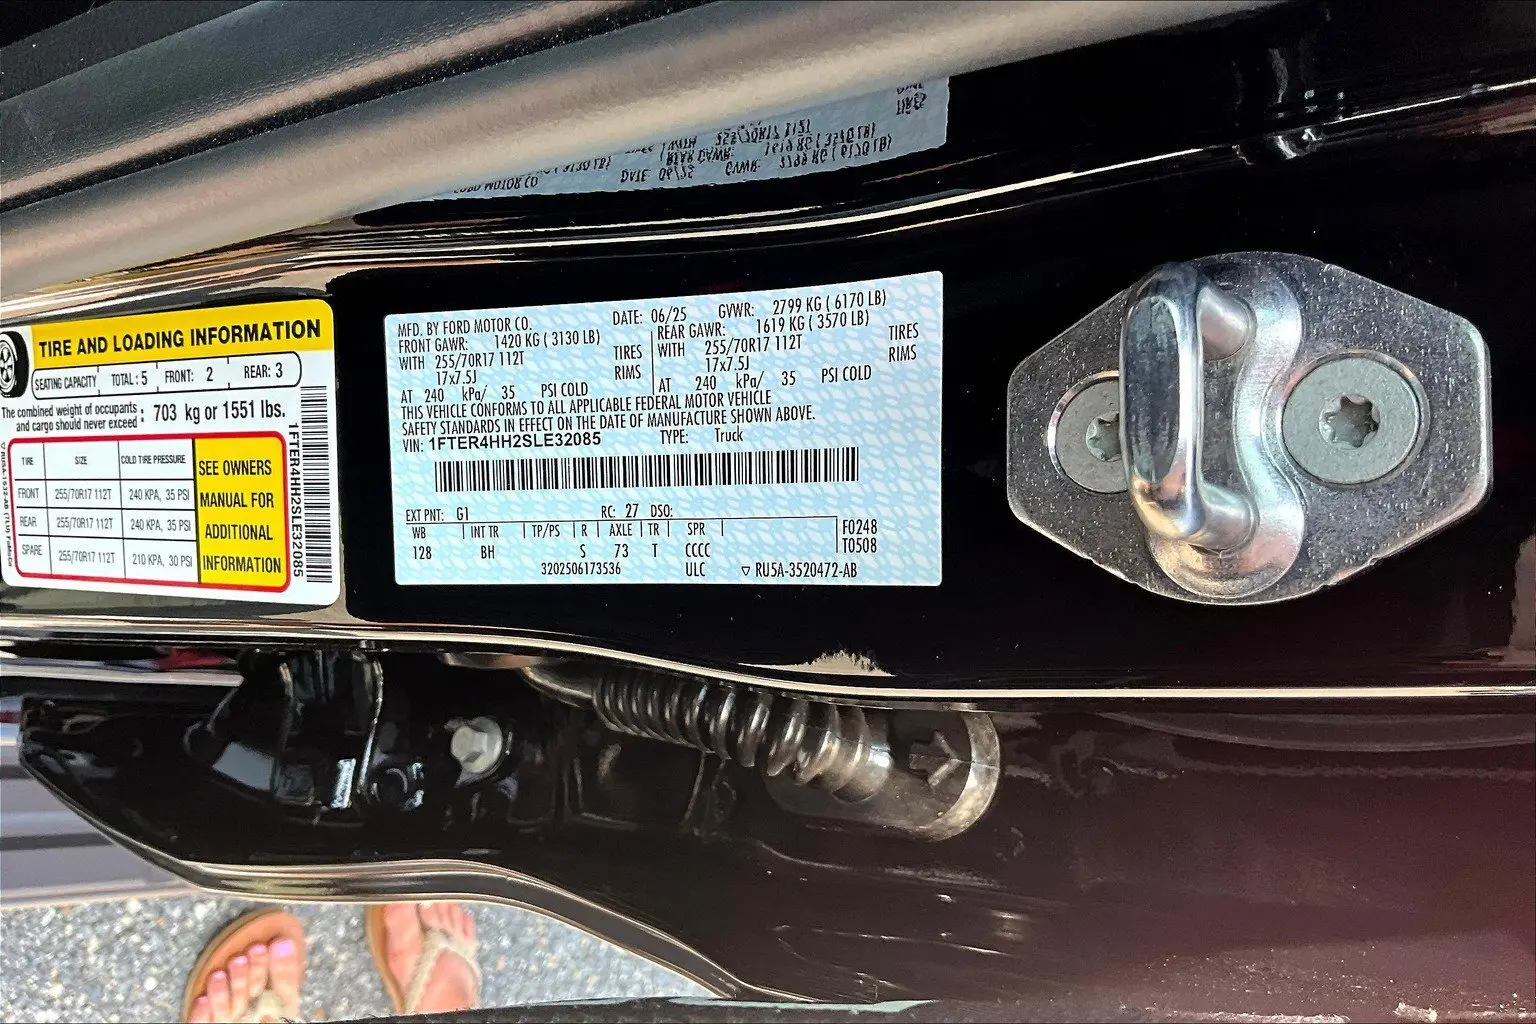 TIRE AND LOADING INFORMATION
SEATING CAPACITY TOTAL: 5 FRONT: 2 REAR: 3
The combined weight of occupants
and cargo should never exceed : 703 kg or 1551 lbs.
TIRE SIZE COLD TIRE PRESSURE
FRONT 255/70R17 112T 240 KPA, 35 PSI
REAR 255/70R17 112T 240 KPA, 35 PSI
SPARE 255/70R17 112T 210 KPA, 30 PSI
SEE OWNERS
MANUAL FOR
ADDITIONAL
INFORMATION
1FTER4HH2SLE32085
MFD. BY FORD MOTOR CO. DATE: 06/25 GVWR: 2799 KG ( 6170 LB)
FRONT GAWR: 1420 KG ( 3130 LB) REAR GAWR: 1619 KG ( 3570 LB)
WITH 255/70R17 112T TIRES WITH 255/70R17 112T TIRES
17x7.5J RIMS 17x7.5J RIMS
AT 240 kPa/ 35 PSI COLD AT 240 kPa/ 35 PSI COLD
THIS VEHICLE CONFORMS TO ALL APPLICABLE FEDERAL MOTOR VEHICLE
SAFETY STANDARDS IN EFFECT ON THE DATE OF MANUFACTURE SHOWN ABOVE.
VIN: 1FTER4HH2SLE32085 TYPE: Truck
EXT PNT: G1 RC: 27 DSO:
WB INT TR TP/PS R AXLE TR SPR F0248
128 BH S 73 T CCCC T0508
3202506173536 ULC ▽ RU5A-3520472-AB